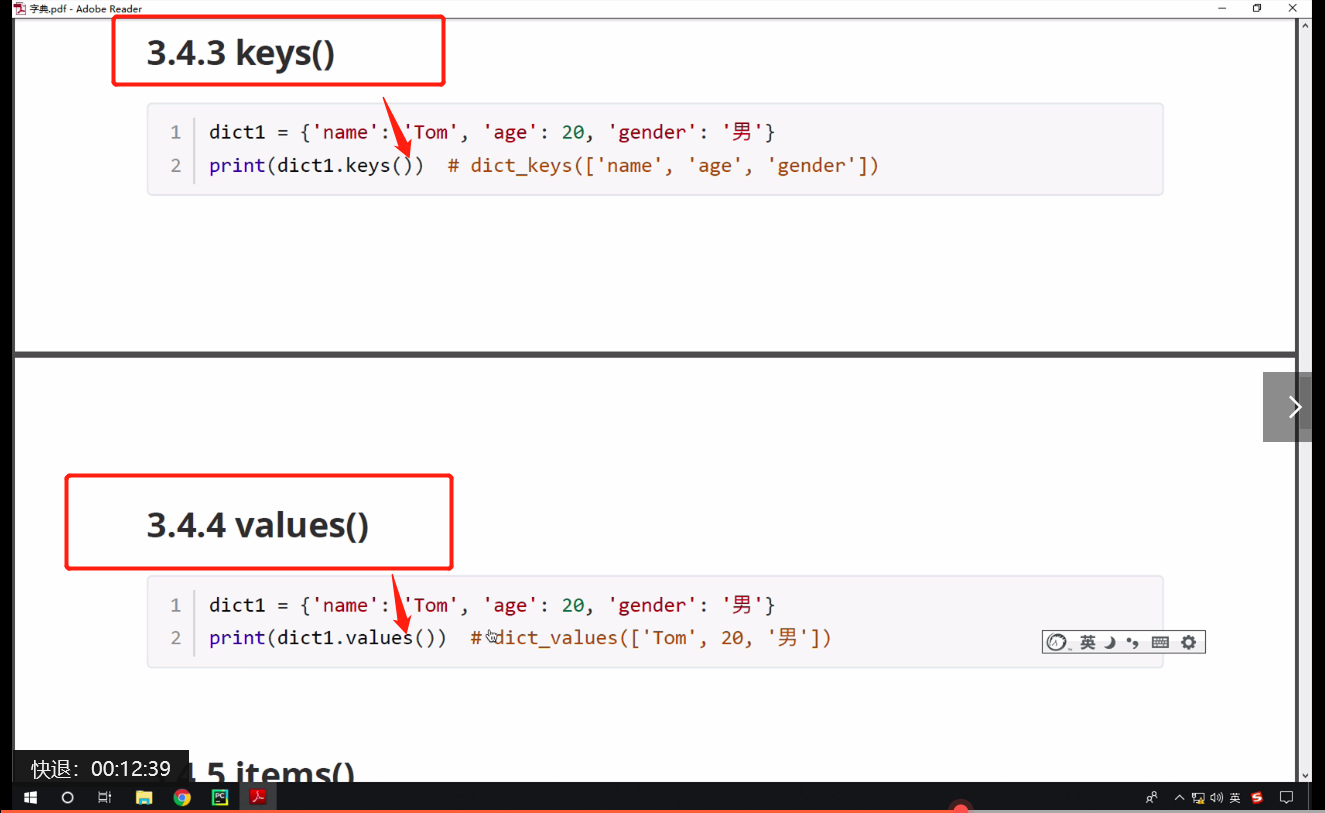 字典.pdf - Adobe Reader
3.4.3 keys()
1 dict1 = {'name': 'Tom', 'age': 20, 'gender': '男'}
2 print(dict1.keys())  # dict_keys(['name', 'age', 'gender'])
3.4.4 values()
1 dict1 = {'name': 'Tom', 'age': 20, 'gender': '男'}
2 print(dict1.values())  # dict_values(['Tom', 20, '男'])
英
4.5 items()
快退：00:12:39
PC
英